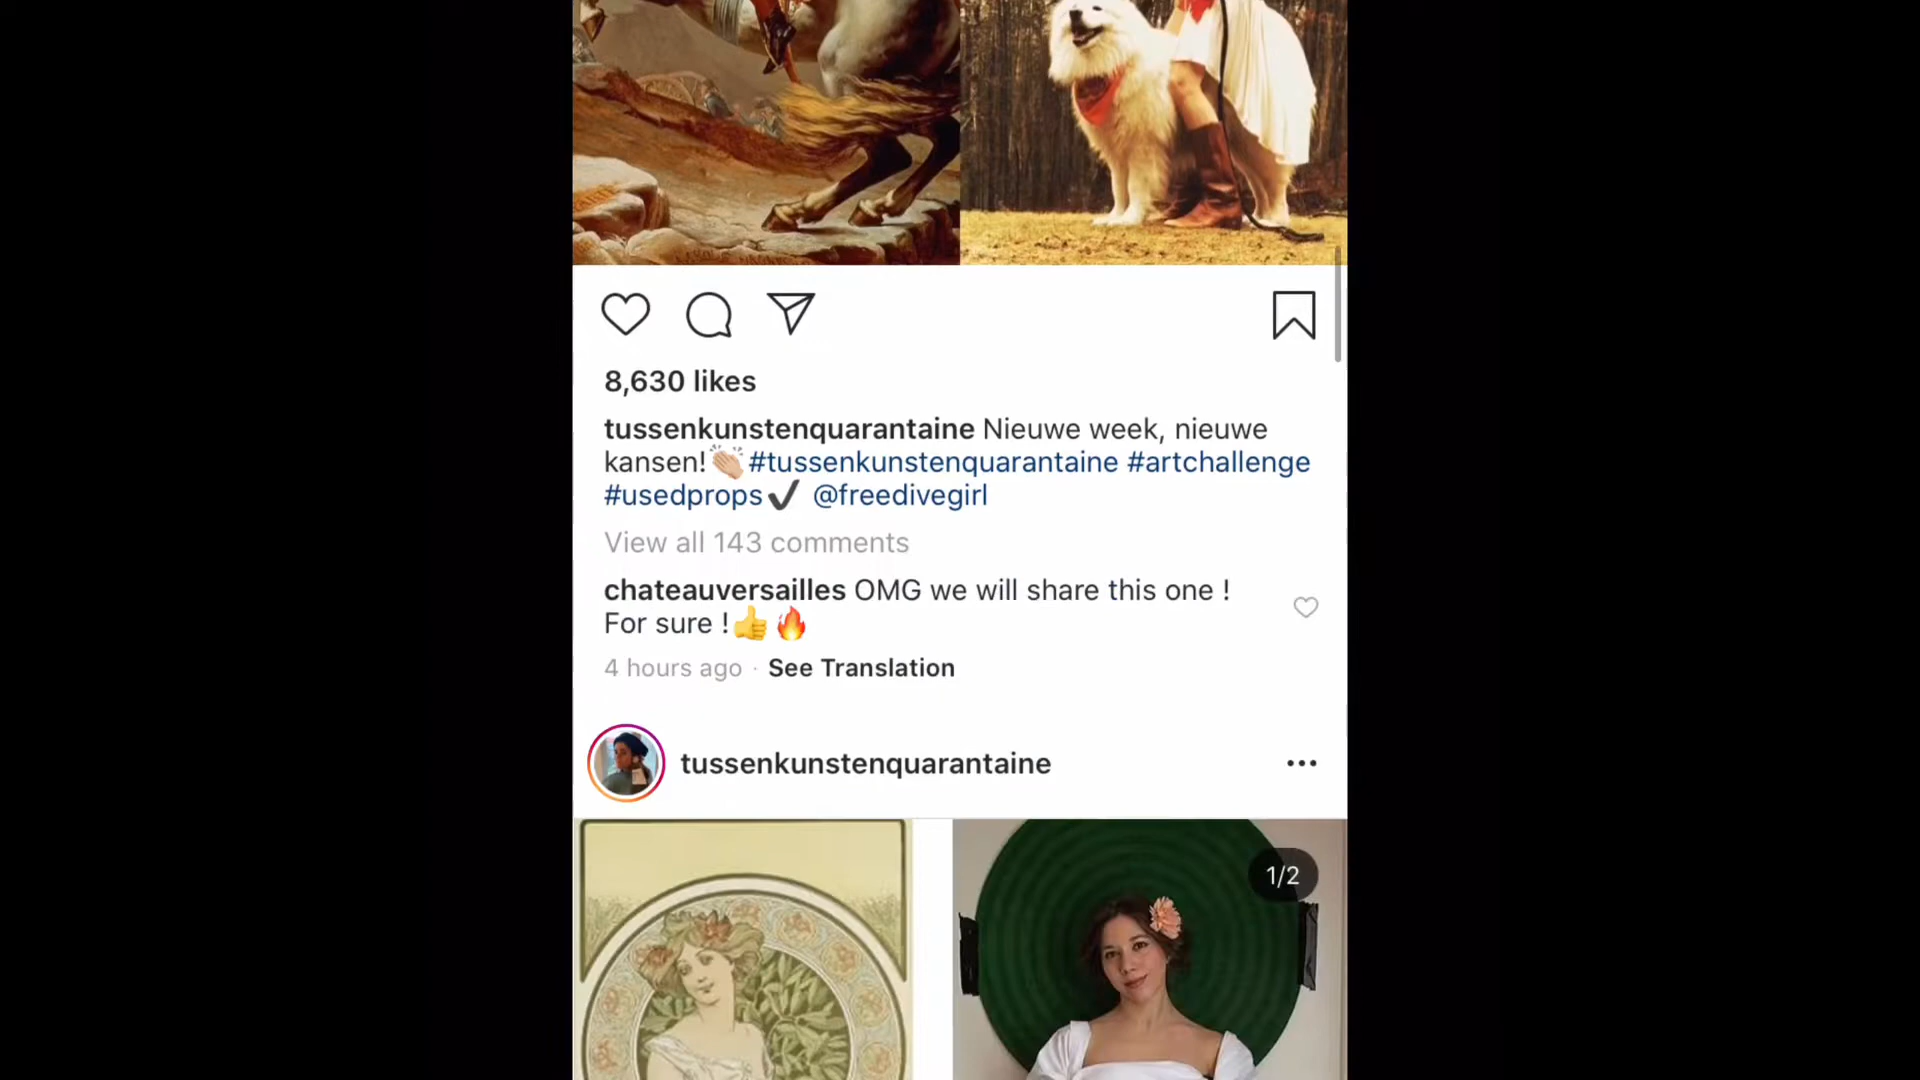 8,630 likes
tussenkunstenquarantaine Nieuwe week, nieuwe
kansen!👏🏼#tussenkunstenquarantaine #artchallenge
#usedprops✔️ @freedivegirl
View all 143 comments
chateauversailles OMG we will share this one !
For sure !👍🔥
4 hours ago · See Translation
tussenkunstenquarantaine
1/2